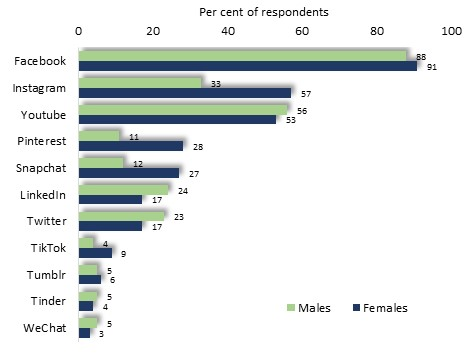 Per cent of respondents
0 20 40 60 80 100
Facebook 88
91
Instagram 33
57
Youtube 56
53
Pinterest 11
28
Snapchat 12
27
LinkedIn 24
17
Twitter 23
17
TikTok 4
9
Tumblr 5
6
Tinder 5
4
WeChat 5
3
Males Females